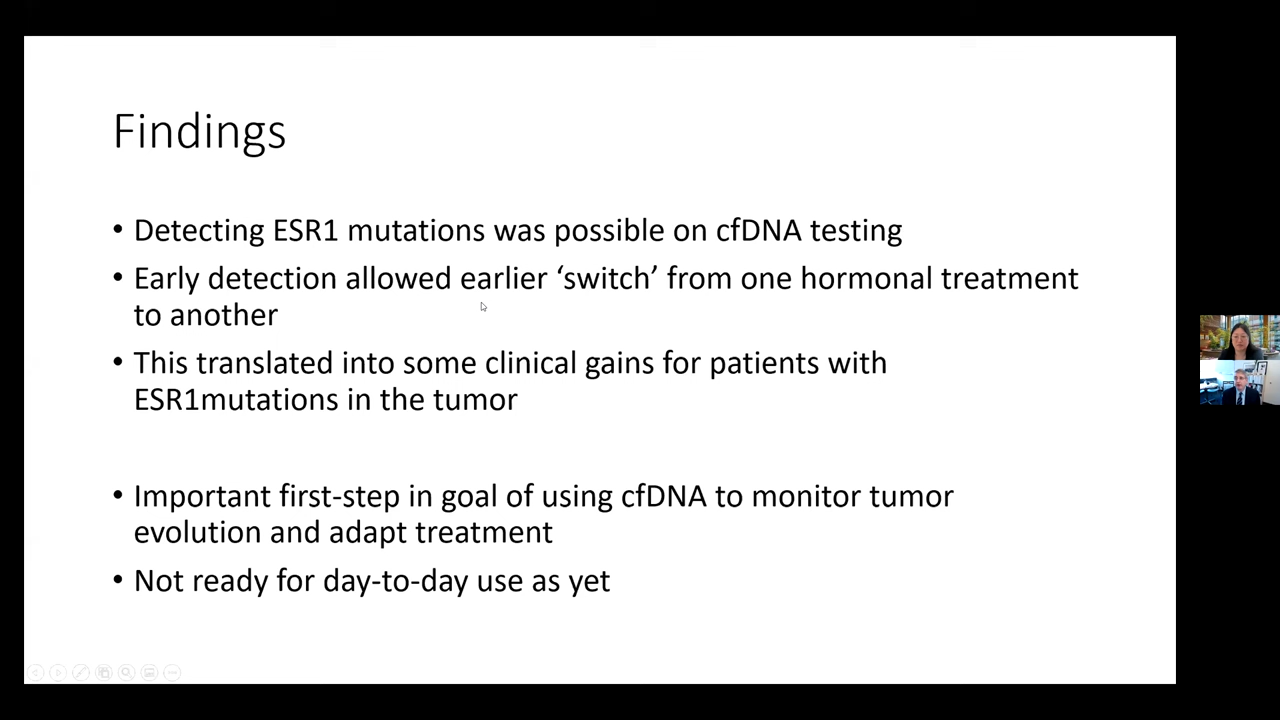 Findings
• Detecting ESR1 mutations was possible on cfDNA testing
• Early detection allowed earlier ‘switch’ from one hormonal treatment
to another
• This translated into some clinical gains for patients with
ESR1mutations in the tumor
• Important first-step in goal of using cfDNA to monitor tumor
evolution and adapt treatment
• Not ready for day-to-day use as yet